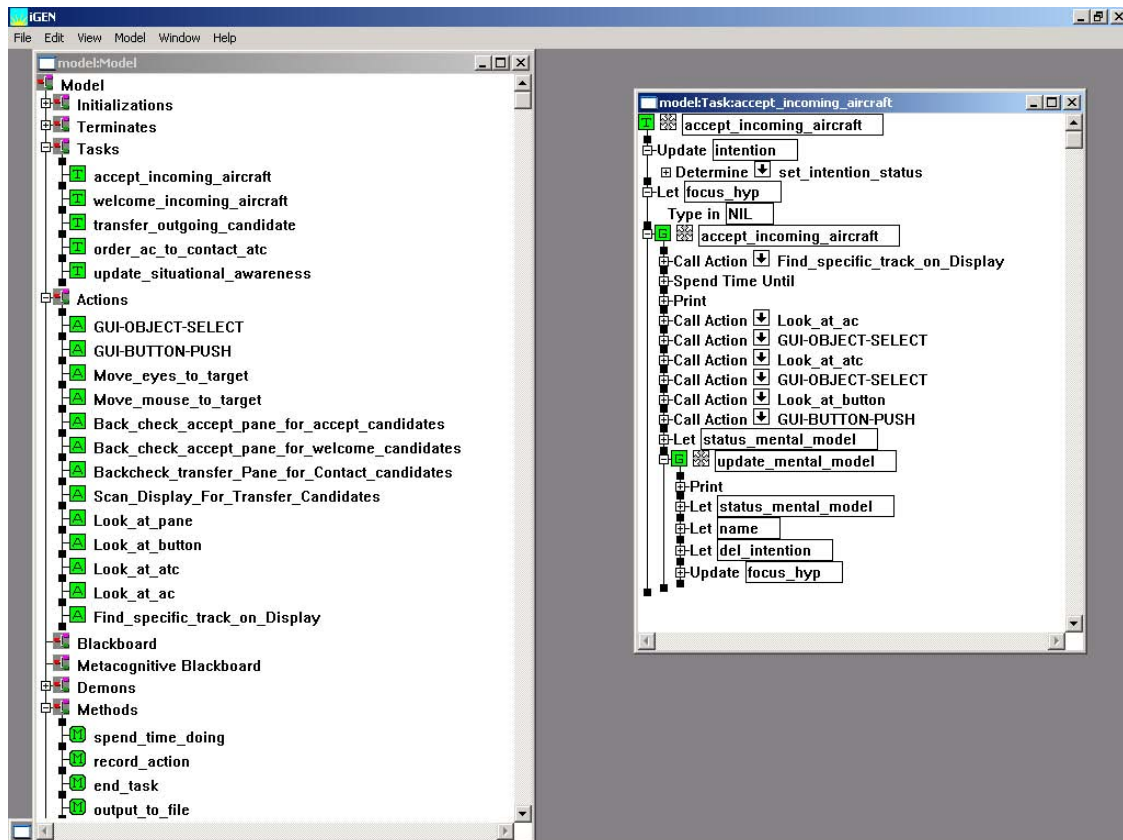 iGEN
File Edit View Model Window Help
model:Model
Model
Initializations
Terminates
Tasks
T accept_incoming_aircraft
T welcome_incoming_aircraft
T transfer_outgoing_candidate
T order_ac_to_contact_atc
T update_situational_awareness
Actions
A GUI-OBJECT-SELECT
A GUI-BUTTON-PUSH
A Move_eyes_to_target
A Move_mouse_to_target
A Back_check_accept_pane_for_accept_candidates
A Back_check_accept_pane_for_welcome_candidates
A Backcheck_transfer_Pane_for_Contact_candidates
A Scan_Display_For_Transfer_Candidates
A Look_at_pane
A Look_at_button
A Look_at_atc
A Look_at_ac
A Find_specific_track_on_Display
Blackboard
Metacognitive Blackboard
Demons
Methods
M spend_time_doing
M record_action
M end_task
M output_to_file
model:Task:accept_incoming_aircraft
T accept_incoming_aircraft
Update intention
Determine set_intention_status
Let focus_hyp
Type in NIL
G accept_incoming_aircraft
Call Action Find_specific_track_on_Display
Spend Time Until
Print
Call Action Look_at_ac
Call Action GUI-OBJECT-SELECT
Call Action Look_at_atc
Call Action GUI-OBJECT-SELECT
Call Action Look_at_button
Call Action GUI-BUTTON-PUSH
Let status_mental_model
G update_mental_model
Print
Let status_mental_model
Let name
Let del_intention
Update focus_hyp